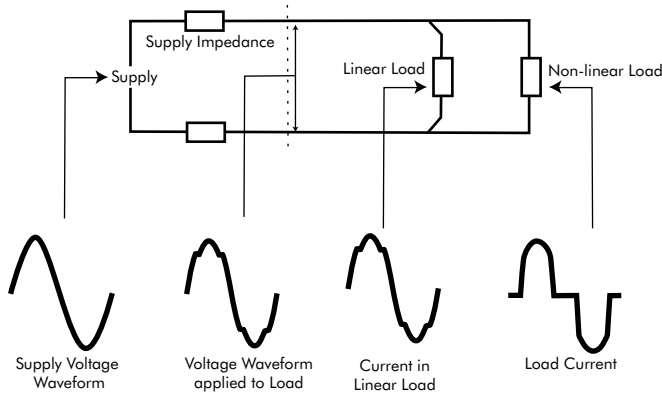 Supply Impedance
Supply
Linear Load
Non-linear Load
Supply Voltage
Waveform
Voltage Waveform
applied to Load
Current in
Linear Load
Load Current